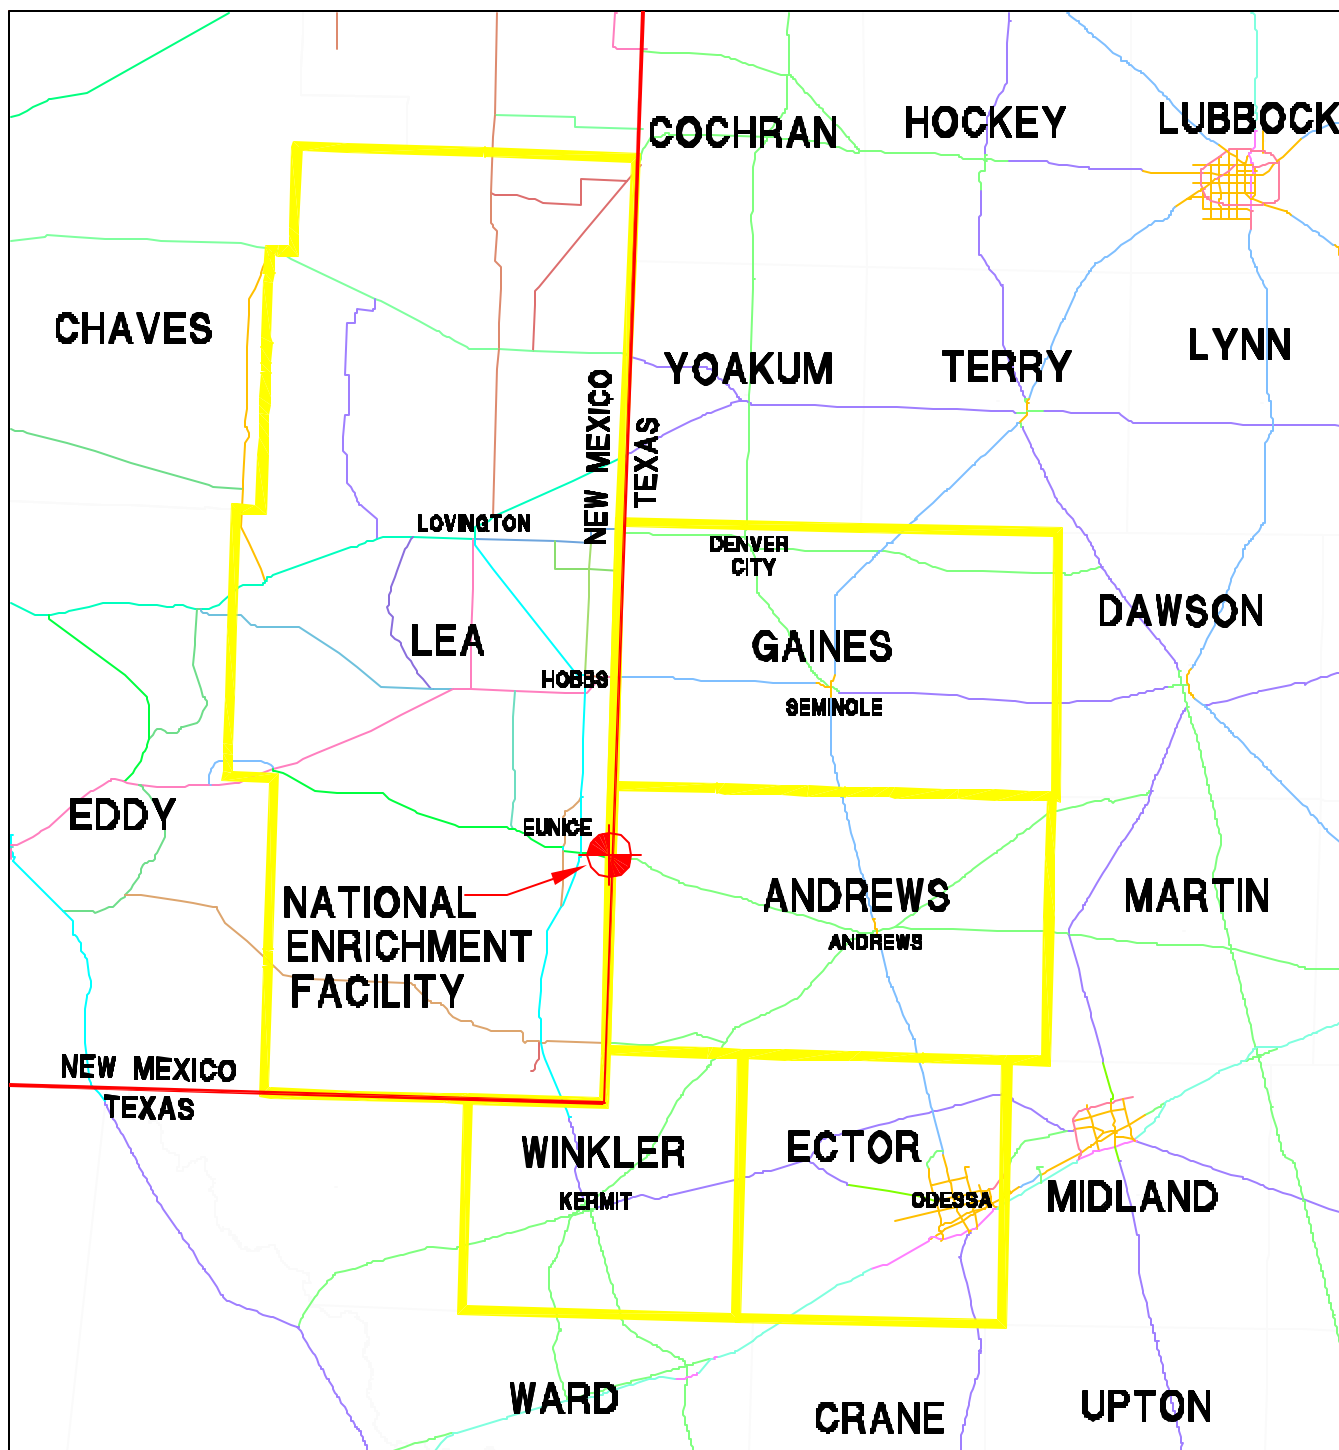 COCHRAN
HOCKEY
LUBBOCK
CHAVES
YOAKUM
TERRY
LYNN
NEW MEXICO
TEXAS
LOVINGTON
DENVER
CITY
LEA
HOBBS
GAINES
SEMINOLE
DAWSON
EDDY
EUNICE
NATIONAL
ENRICHMENT
FACILITY
ANDREWS
ANDREWS
MARTIN
NEW MEXICO
TEXAS
WINKLER
KERMIT
ECTOR
ODESSA
MIDLAND
WARD
CRANE
UPTON